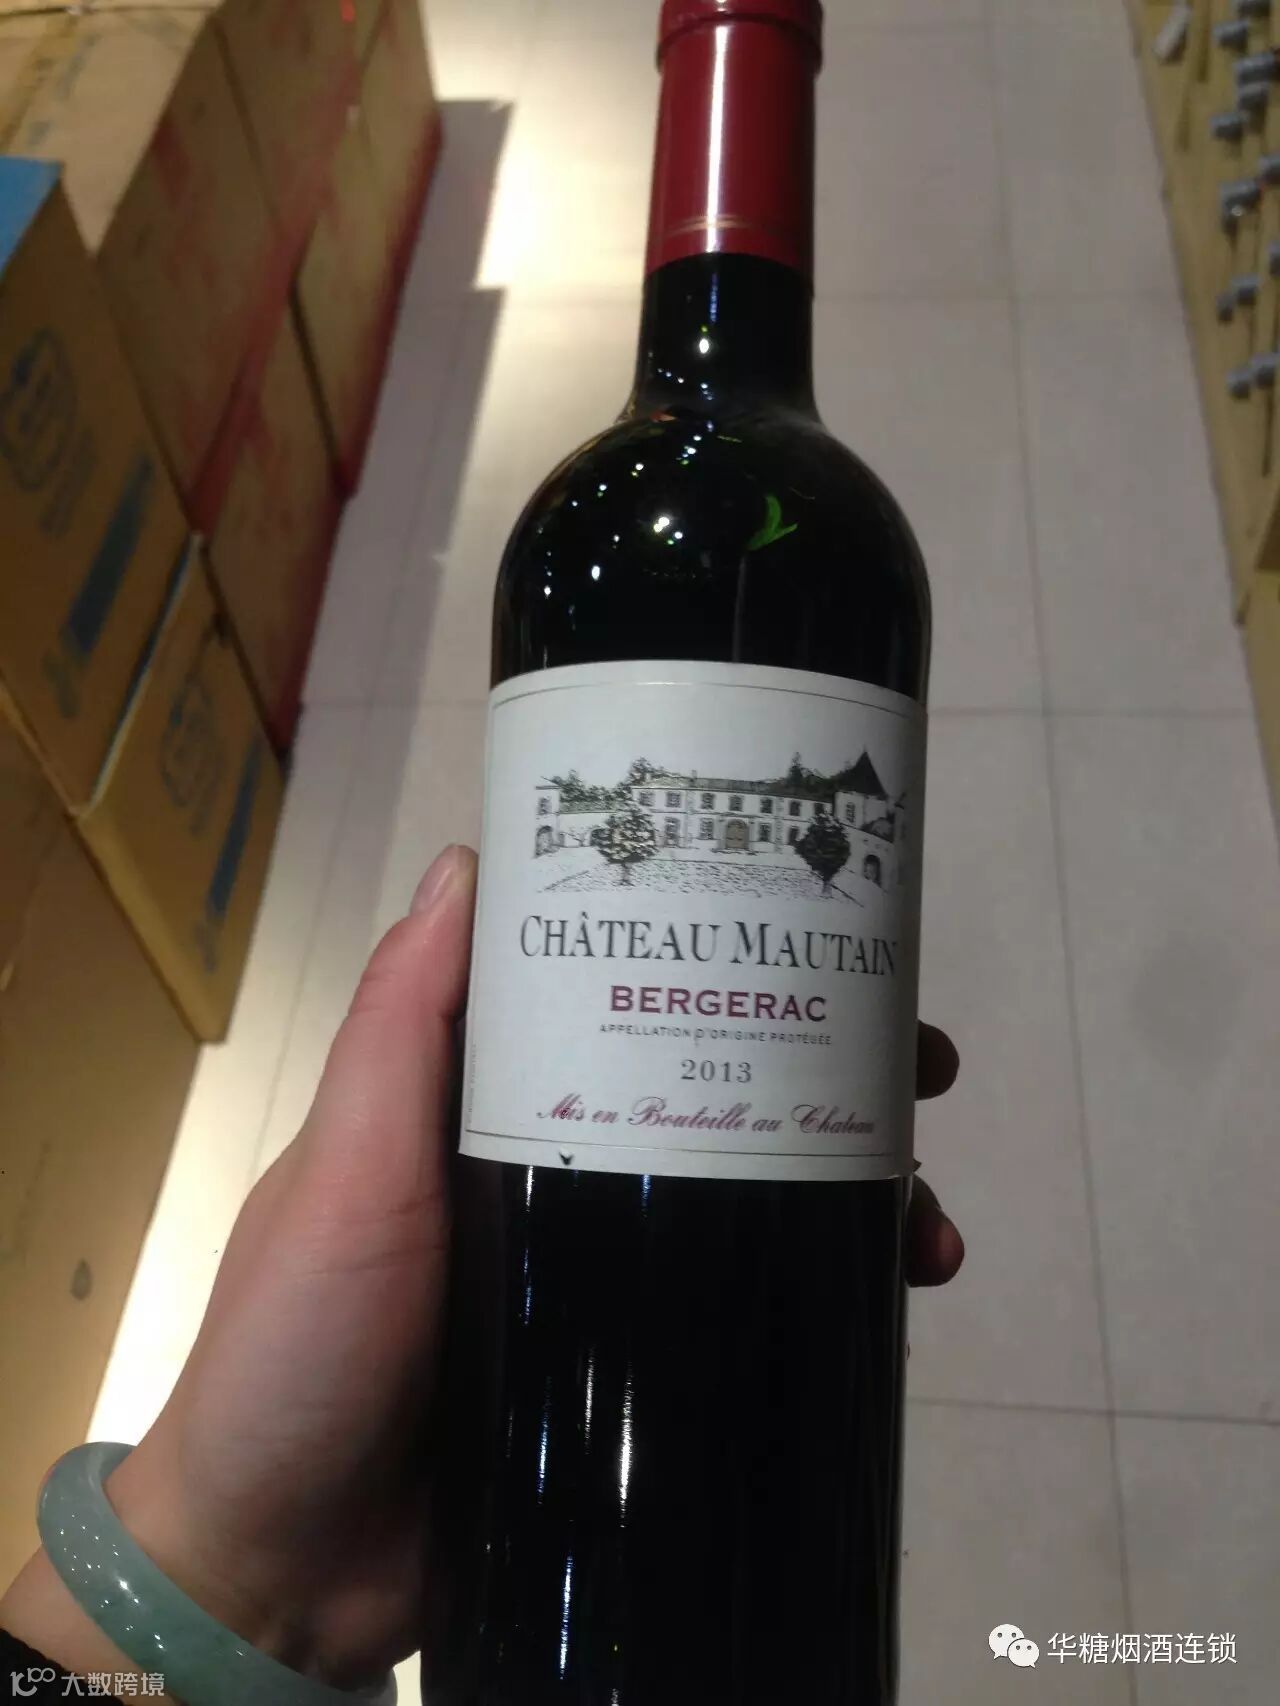 CHÂTEAU MAUTAIN
BERGERAC
APPELLATION D'ORIGINE PROTÉGÉE
2013
Mis en Bouteille au Chateau
华糖烟酒连锁
大数跨境